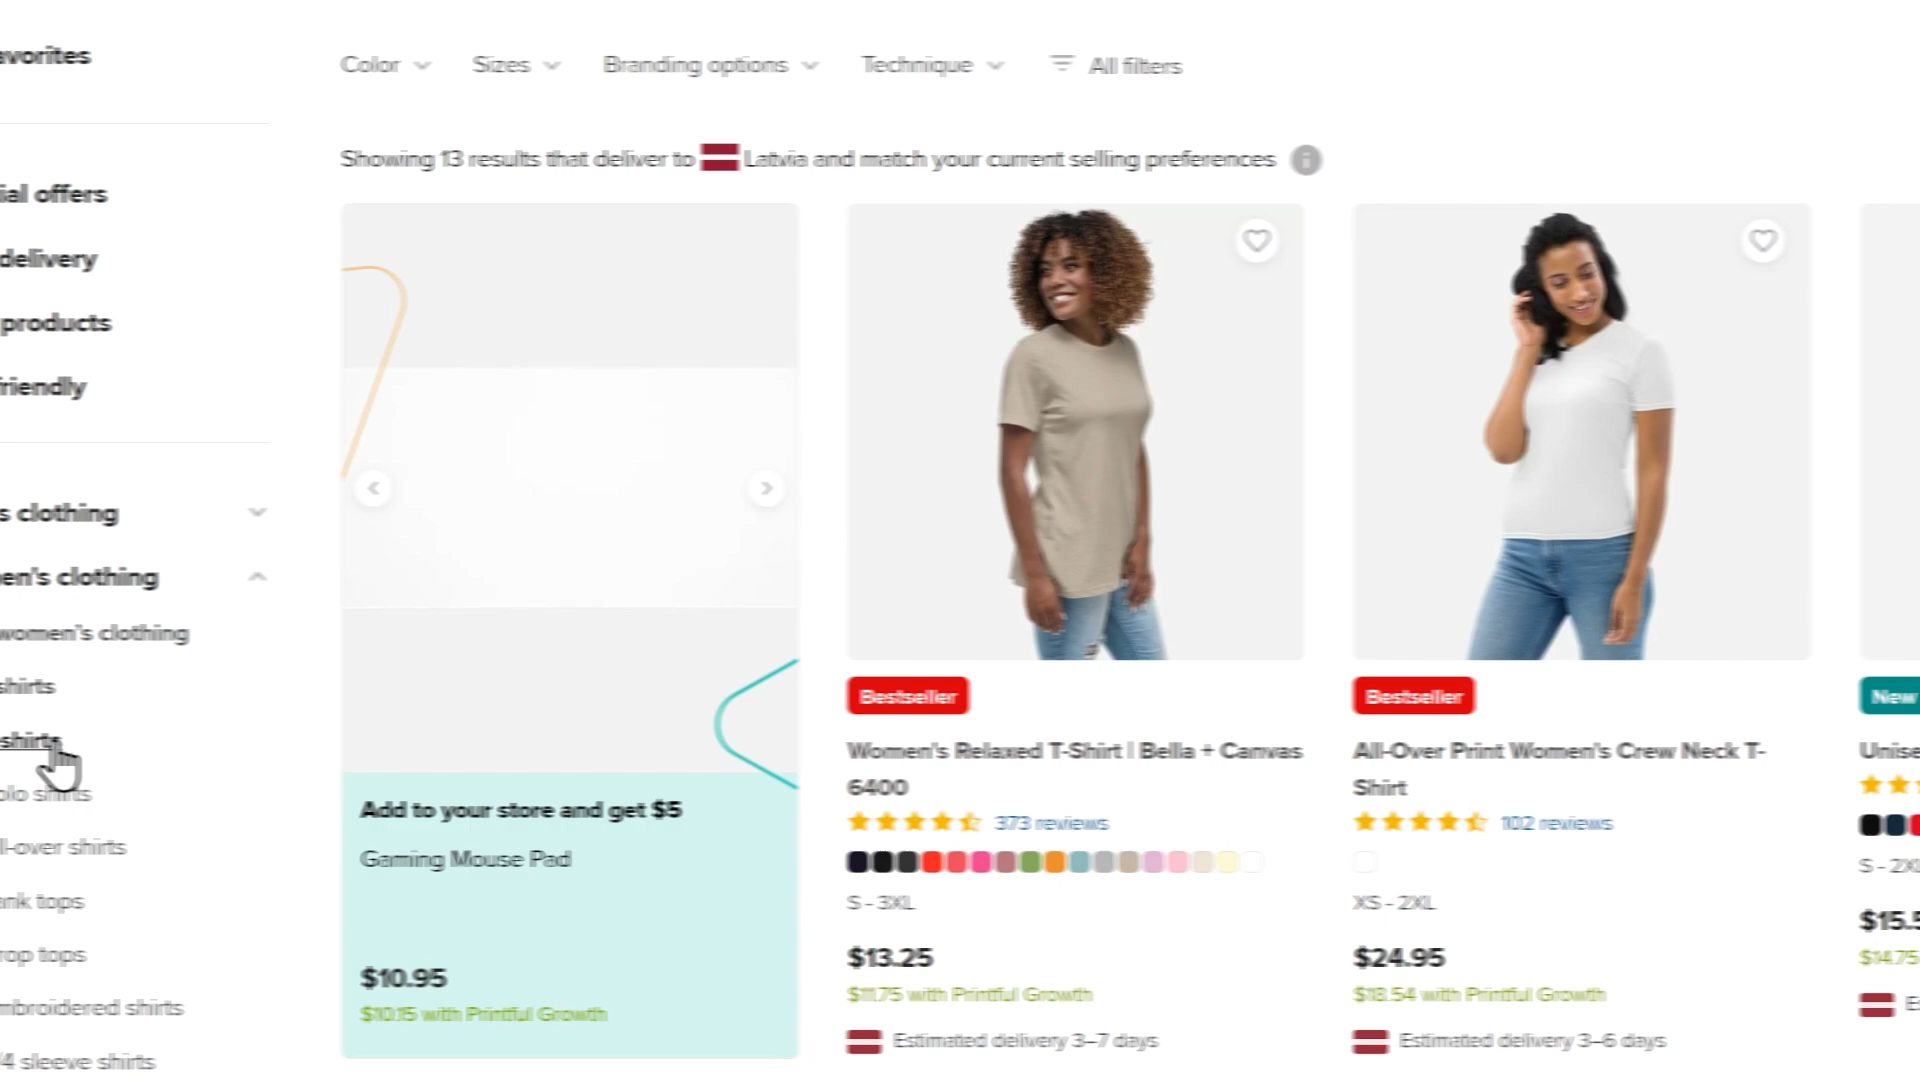 avorites
ial offers
delivery
products
riendly
s clothing
en's clothing
women's clothing
shirts
shirts
olo shirts
ll-over shirts
ank tops
rop tops
mbroidered shirts
/4 sleeve shirts
Color Sizes Branding options Technique All filters
Showing 13 results that deliver to Latvia and match your current selling preferences
Add to your store and get $5
Gaming Mouse Pad
$10.95
$10.15 with Printful Growth
Bestseller
Women's Relaxed T-Shirt | Bella + Canvas
6400
373 reviews
S - 3XL
$13.25
$11.75 with Printful Growth
Estimated delivery 3–7 days
Bestseller
All-Over Print Women's Crew Neck T-
Shirt
102 reviews
XS - 2XL
$24.95
$18.54 with Printful Growth
Estimated delivery 3–6 days
New
Unise
S - 2X
$15.5
$14.75
Es